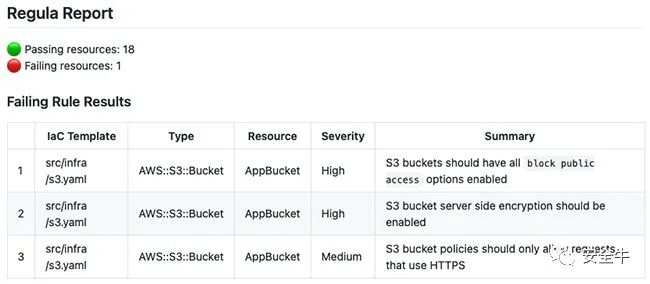 Regula Report
Passing resources: 18
Failing resources: 1
Failing Rule Results
IaC Template Type Resource Severity Summary
1 src/infra /s3.yaml AWS::S3::Bucket AppBucket High S3 buckets should have all block public access options enabled
2 src/infra /s3.yaml AWS::S3::Bucket AppBucket High S3 bucket server side encryption should be enabled
3 src/infra /s3.yaml AWS::S3::Bucket AppBucket Medium S3 bucket policies should only allow requests that use HTTPS
安全牛